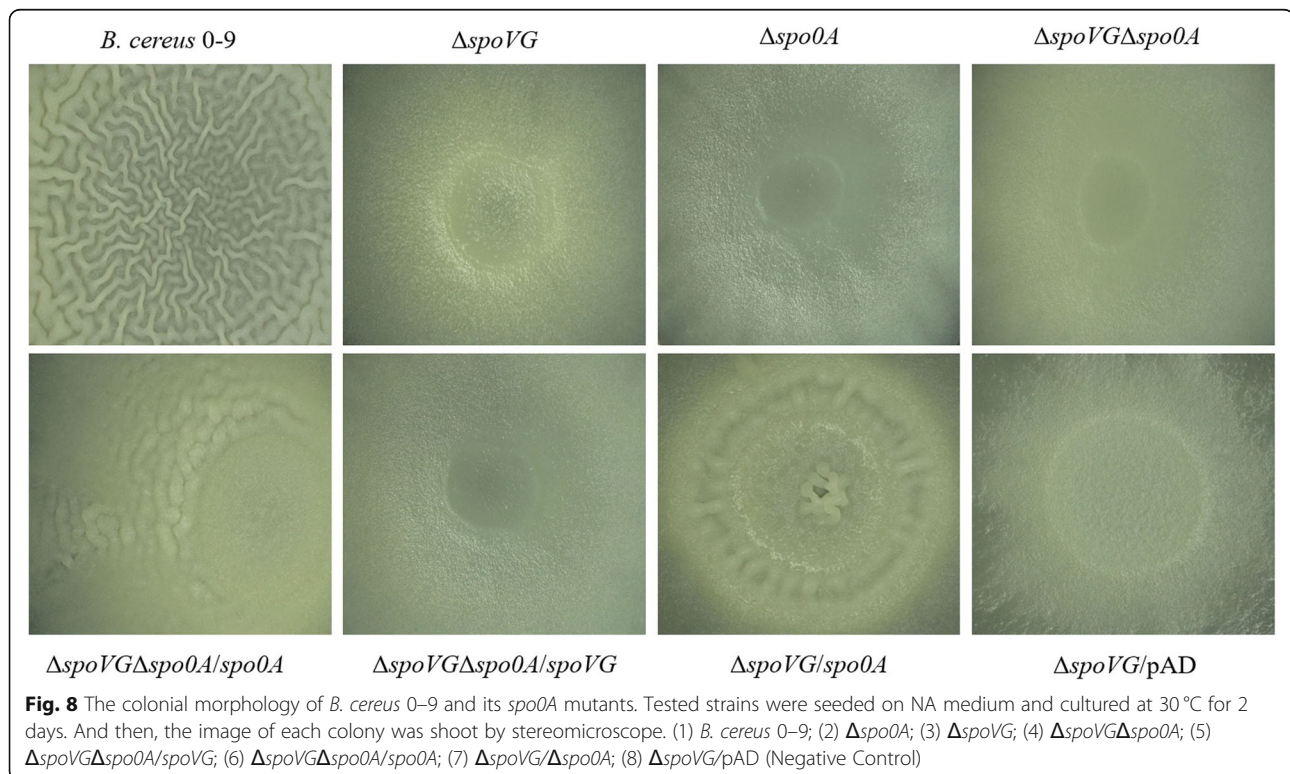 B. cereus 0-9 ΔspoVG Δspo0A ΔspoVGΔspo0A
ΔspoVGΔspo0A/spo0A ΔspoVGΔspo0A/spoVG ΔspoVG/spo0A ΔspoVG/pAD
Fig. 8 The colonial morphology of B. cereus 0–9 and its spo0A mutants. Tested strains were seeded on NA medium and cultured at 30 °C for 2
days. And then, the image of each colony was shoot by stereomicroscope. (1) B. cereus 0–9; (2) Δspo0A; (3) ΔspoVG; (4) ΔspoVGΔspo0A; (5)
ΔspoVGΔspo0A/spoVG; (6) ΔspoVGΔspo0A/spo0A; (7) ΔspoVG/Δspo0A; (8) ΔspoVG/pAD (Negative Control)